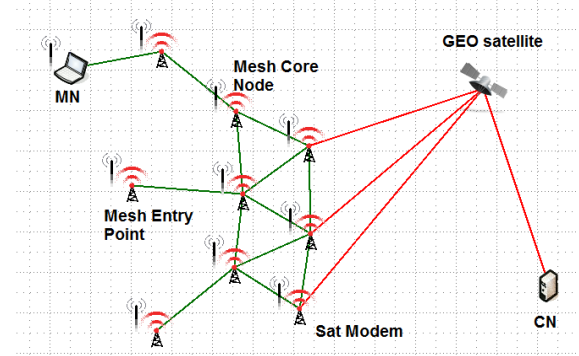 GEO satellite
Mesh Core
Node
MN
Mesh Entry
Point
Sat Modem
CN